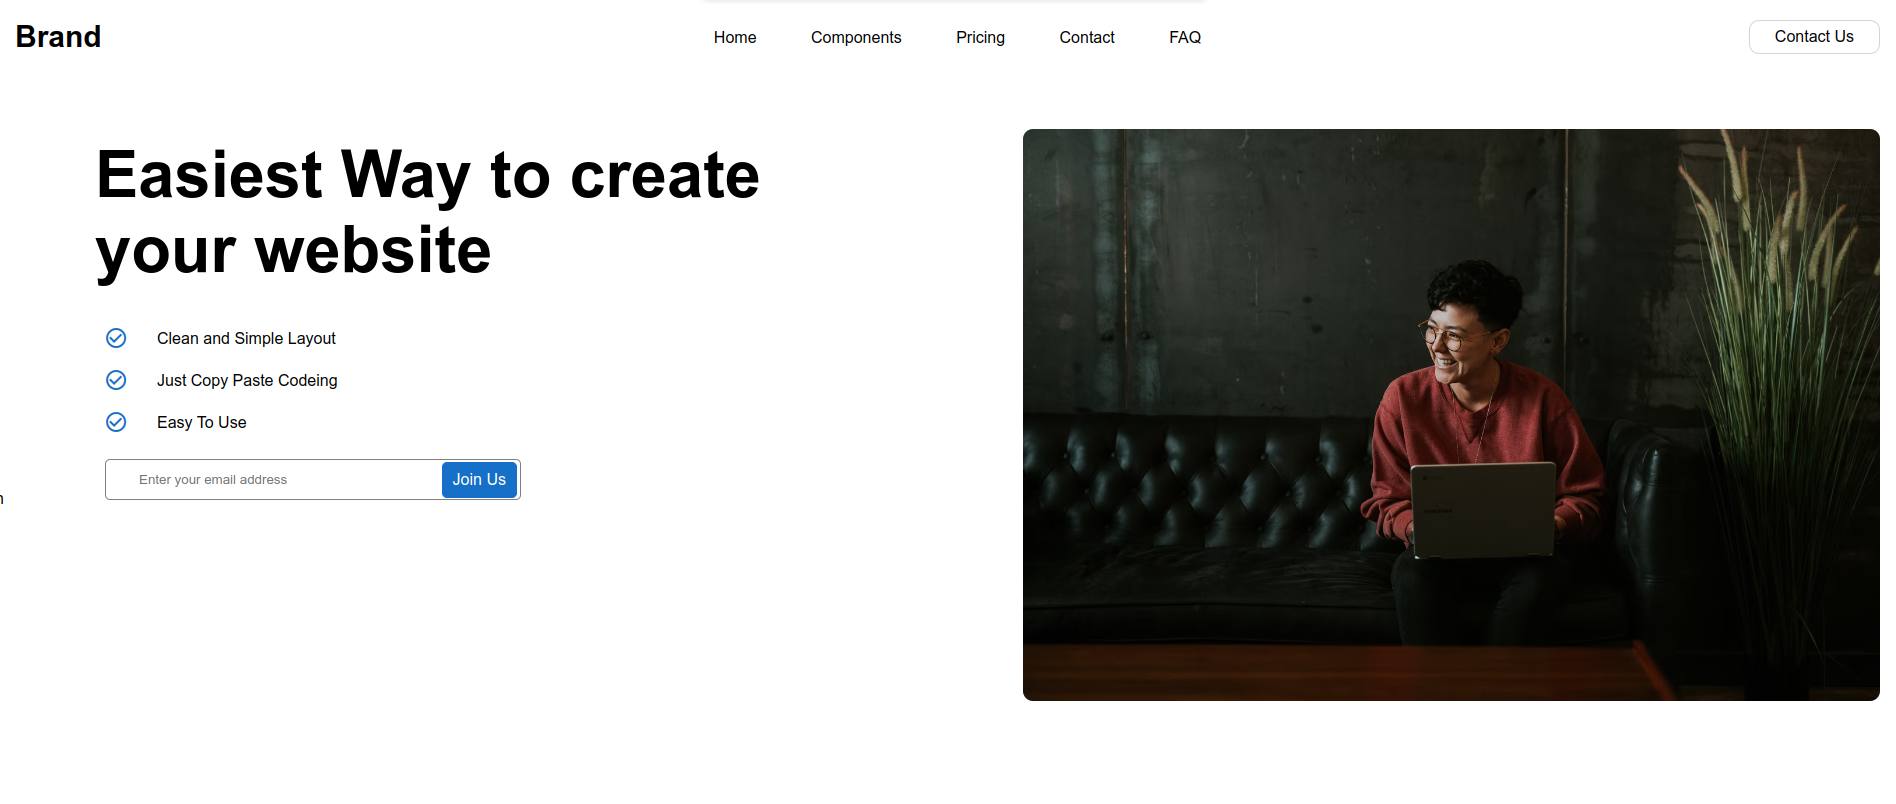 Brand
Home
Components
Pricing
Contact
FAQ
Contact Us
Easiest Way to create
your website
Clean and Simple Layout
Just Copy Paste Codeing
Easy To Use
Enter your email address
Join Us